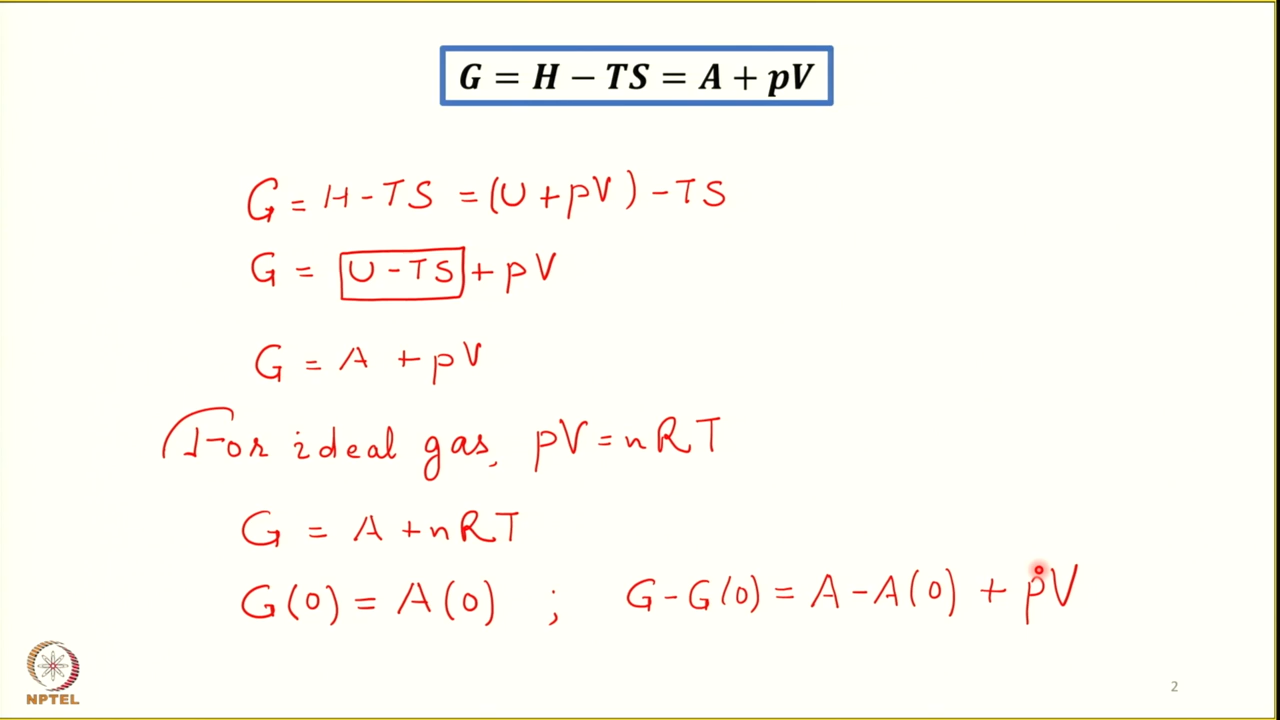 G = H − TS = A + pV
G = H - TS = (U + pV) - TS
G = U - TS + pV
G = A + pV
For ideal gas, pV = nRT
G = A + nRT
G(0) = A(0) ; G - G(0) = A - A(0) + pV
NPTEL
2